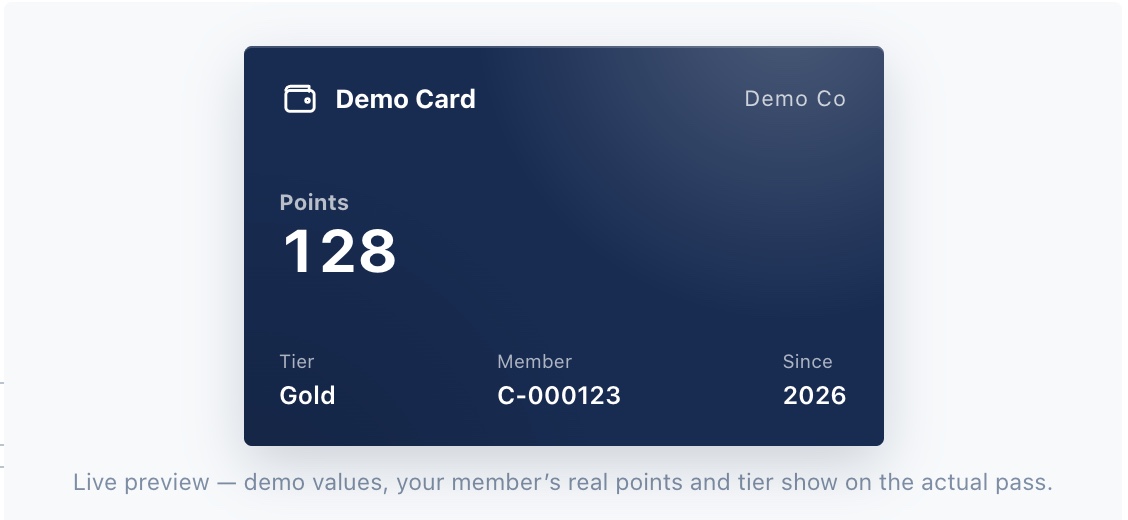 Demo Card
Demo Co
Points
128
Tier
Member
Since
Gold
C-000123
2026
Live preview — demo values, your member’s real points and tier show on the actual pass.